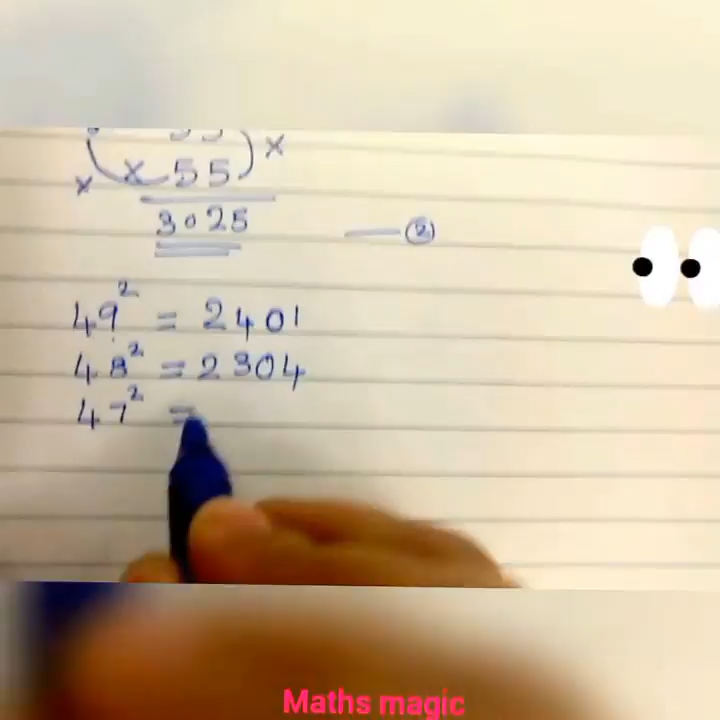 × 55 ×
×
3025 — ②
49² = 2401
48² = 2304
47² =
Maths magic